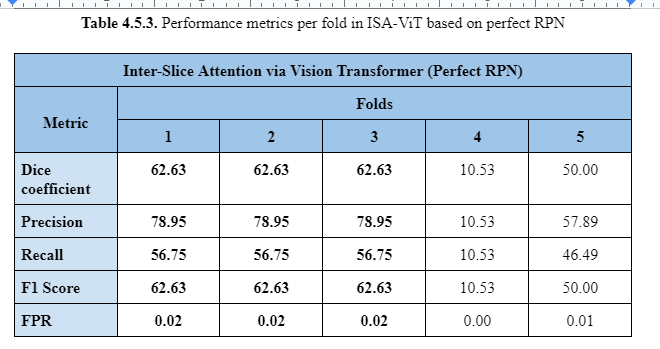 Table 4.5.3. Performance metrics per fold in ISA-ViT based on perfect RPN
Inter-Slice Attention via Vision Transformer (Perfect RPN)
Metric
Folds
1 2 3 4 5
Dice coefficient 62.63 62.63 62.63 10.53 50.00
Precision 78.95 78.95 78.95 10.53 57.89
Recall 56.75 56.75 56.75 10.53 46.49
F1 Score 62.63 62.63 62.63 10.53 50.00
FPR 0.02 0.02 0.02 0.00 0.01